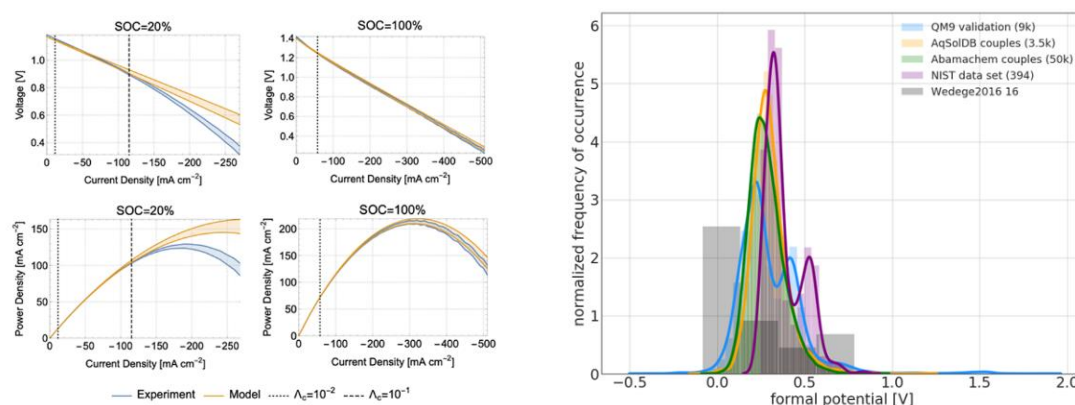 SOC=20%
SOC=100%
Voltage [V]
1.0
0.8
0.6
0.4
0
−50
−100
−150
−200
−250
Current Density [mA cm⁻²]
1.4
1.2
1.0
0.8
0.6
0.4
0
−100
−200
−300
−400
−500
Current Density [mA cm⁻²]
SOC=20%
SOC=100%
Power Density [mW cm⁻²]
150
100
50
0
0
−50
−100
−150
−200
−250
Current Density [mA cm⁻²]
Power Density [mW cm⁻²]
200
150
100
50
0
0
−100
−200
−300
−400
−500
Current Density [mA cm⁻²]
Experiment Model Λc=10⁻² Λc=10⁻¹
normalized frequency of occurrence
6
5
4
3
2
1
0
QM9 validation (9k)
AqSolDB couples (3.5k)
Abamachem couples (50k)
NIST data set (394)
Wedege2016 16
−0.5 0.0 0.5 1.0 1.5 2.0
formal potential [V]